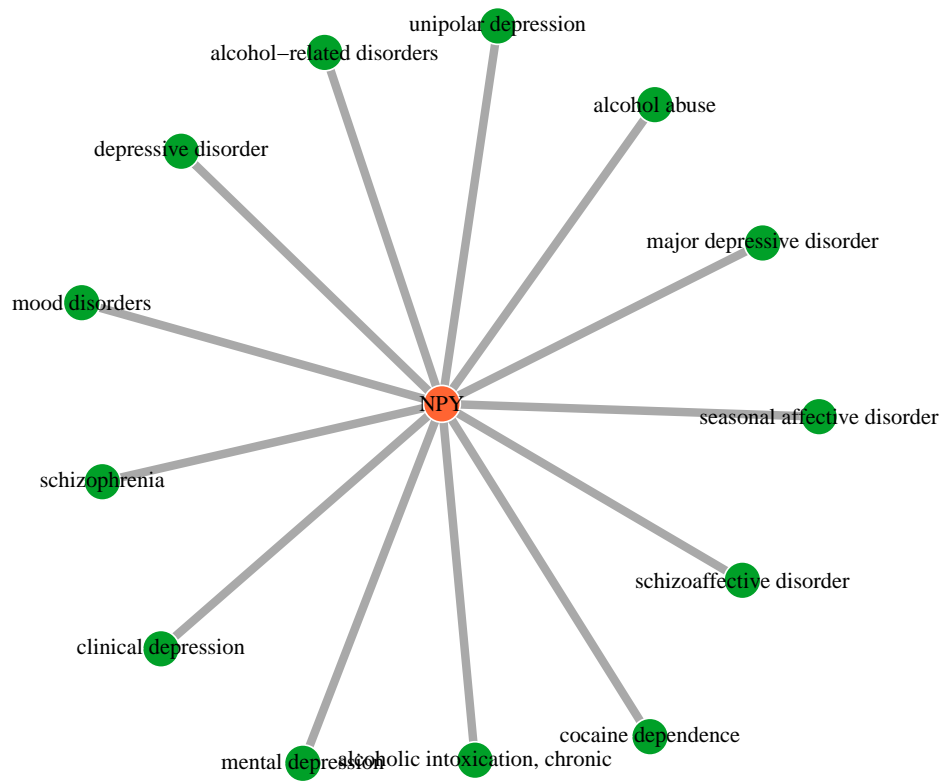 unipolar depression
alcohol−related disorders
alcohol abuse
depressive disorder
major depressive disorder
mood disorders
NPY
seasonal affective disorder
schizophrenia
schizoaffective disorder
clinical depression
cocaine dependence
mental depression
alcoholic intoxication, chronic